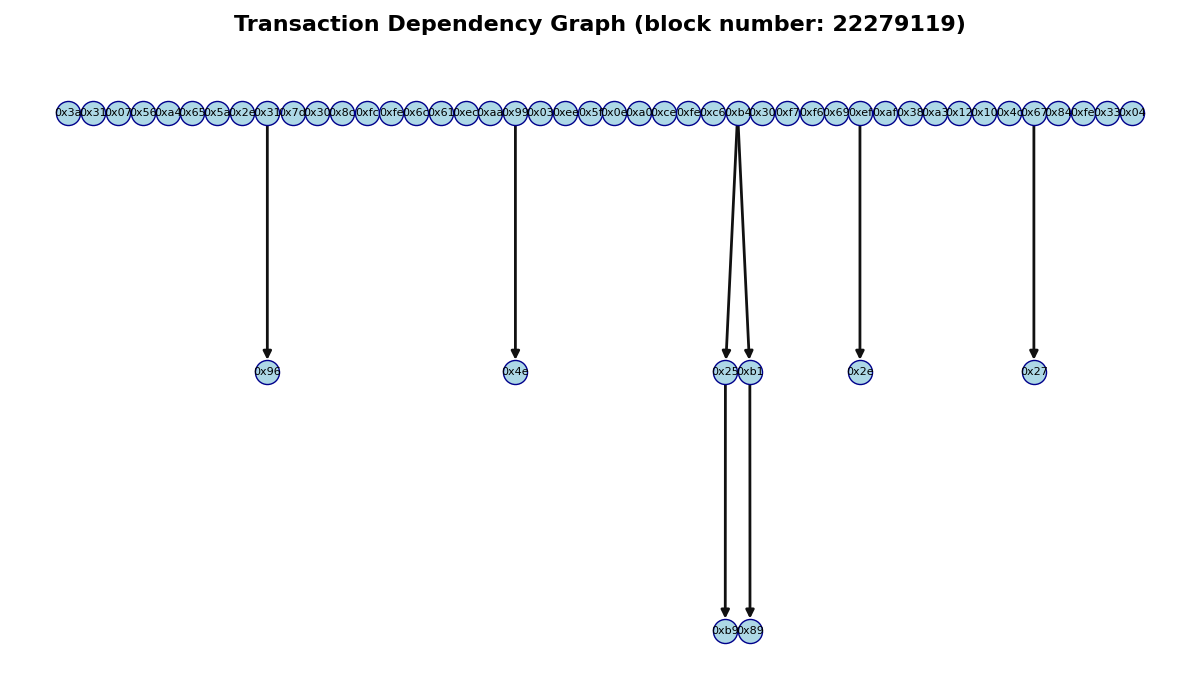 Transaction Dependency Graph (block number: 22279119)
0x3a 0x31 0x07 0x56 0xa4 0x65 0x5a 0x2e 0x31 0x7d 0x30 0x8c 0xfc 0xfe 0x6c 0x61 0xec 0xaa 0x99 0x03 0xee 0x5f 0x0e 0xa0 0xce 0xfe 0xc6 0xb4 0x30 0xf7 0xf6 0x69 0xef 0xaf 0x38 0xa3 0x12 0x10 0x4c 0x67 0x84 0xfe 0x33 0x04
0x96 0x4e 0x25 0xb1 0x2e 0x27
0xb9 0x89